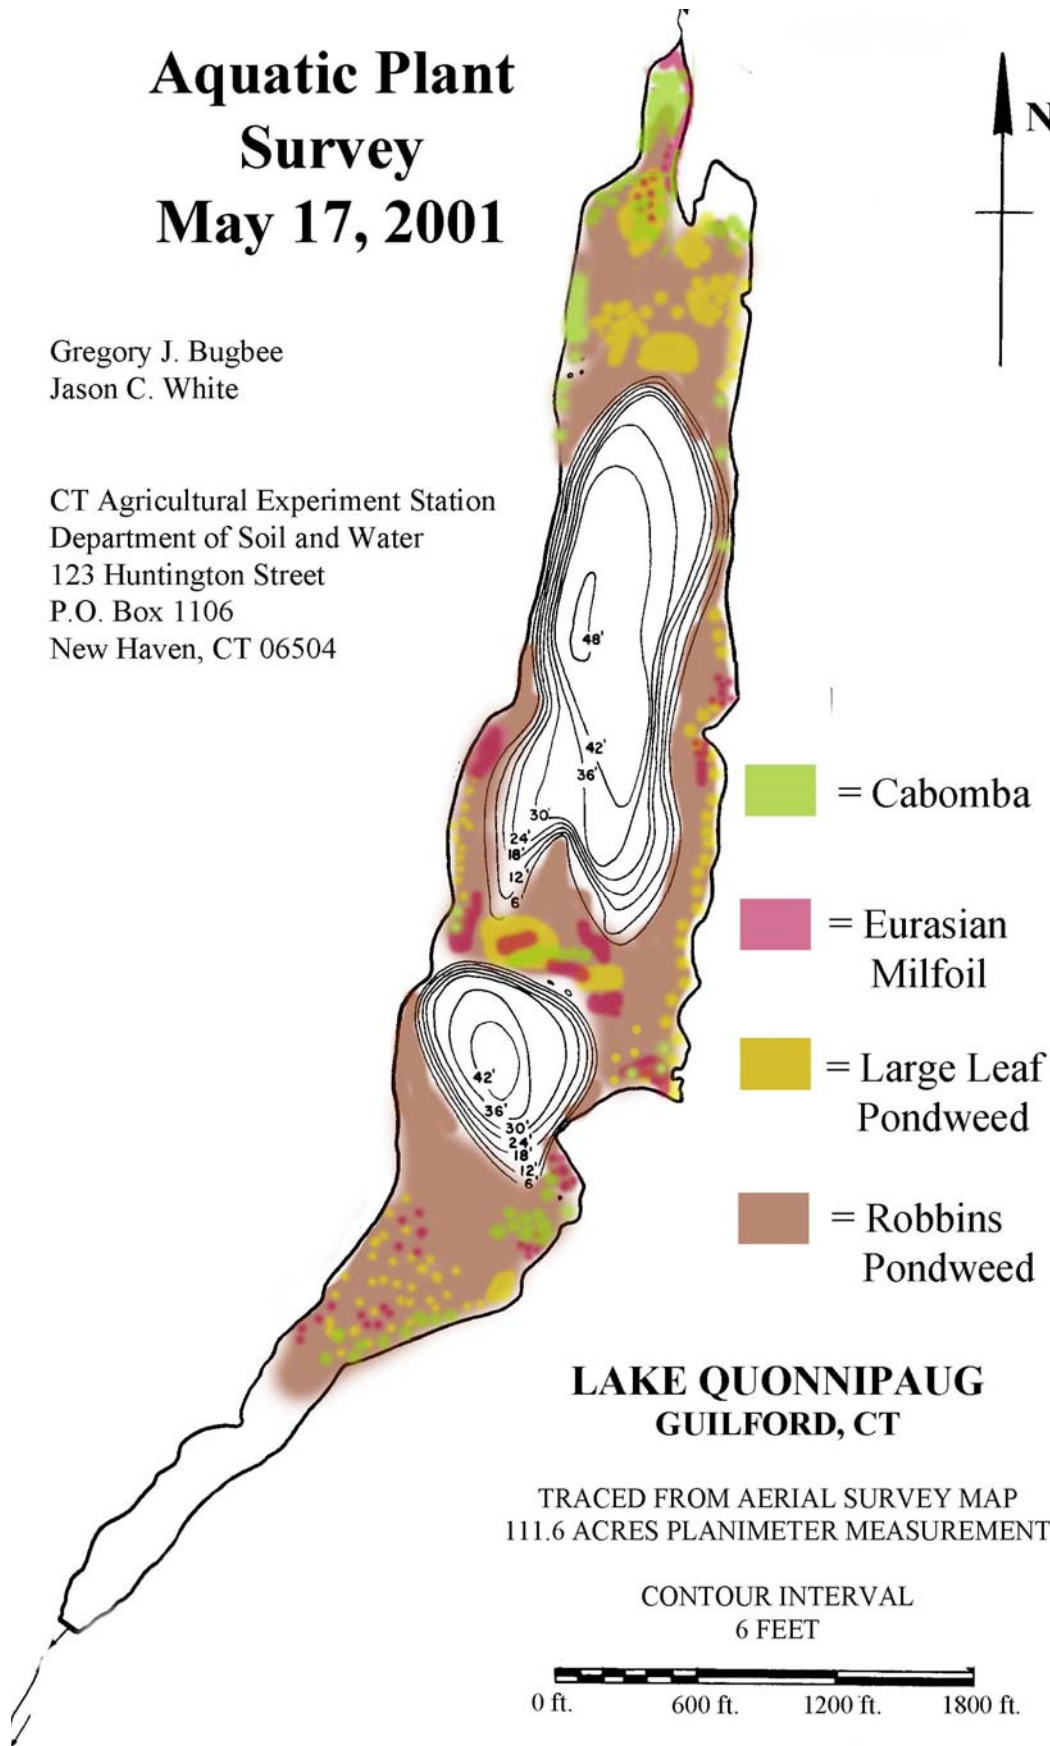 Aquatic Plant
Survey
May 17, 2001
N
Gregory J. Bugbee
Jason C. White
CT Agricultural Experiment Station
Department of Soil and Water
123 Huntington Street
P.O. Box 1106
New Haven, CT 06504
48'
42'
36'
30'
24'
18'
12'
6'
42'
36'
30'
24'
18'
12'
6'
= Cabomba
= Eurasian
Milfoil
= Large Leaf
Pondweed
= Robbins
Pondweed
LAKE QUONNIPAUG
GUILFORD, CT
TRACED FROM AERIAL SURVEY MAP
111.6 ACRES PLANIMETER MEASUREMENT
CONTOUR INTERVAL
6 FEET
0 ft. 600 ft. 1200 ft. 1800 ft.